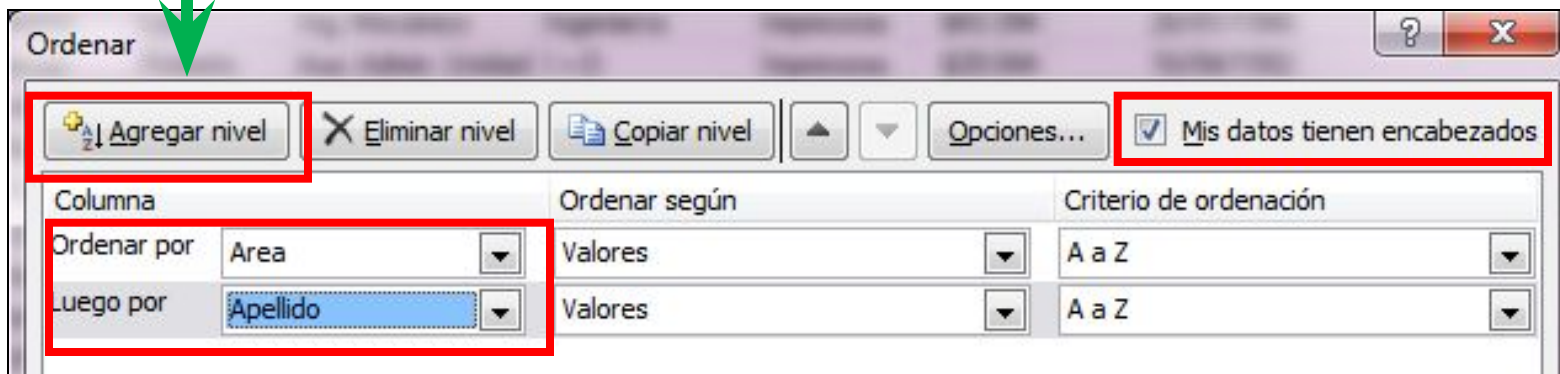 Ordenar
Agregar nivel Eliminar nivel Copiar nivel Opciones... Mis datos tienen encabezados
Columna Ordenar según Criterio de ordenación
Ordenar por Area Valores A a Z
Luego por Apellido Valores A a Z